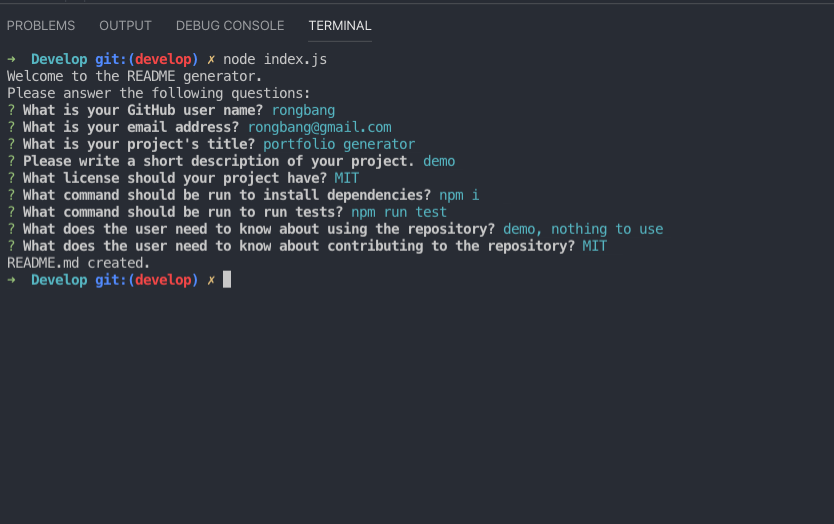 PROBLEMS OUTPUT DEBUG CONSOLE TERMINAL
➜ Develop git:(develop) ✗ node index.js
Welcome to the README generator.
Please answer the following questions:
? What is your GitHub user name? rongbang
? What is your email address? rongbang@gmail.com
? What is your project's title? portfolio generator
? Please write a short description of your project. demo
? What license should your project have? MIT
? What command should be run to install dependencies? npm i
? What command should be run to run tests? npm run test
? What does the user need to know about using the repository? demo, nothing to use
? What does the user need to know about contributing to the repository? MIT
README.md created.
➜ Develop git:(develop) ✗